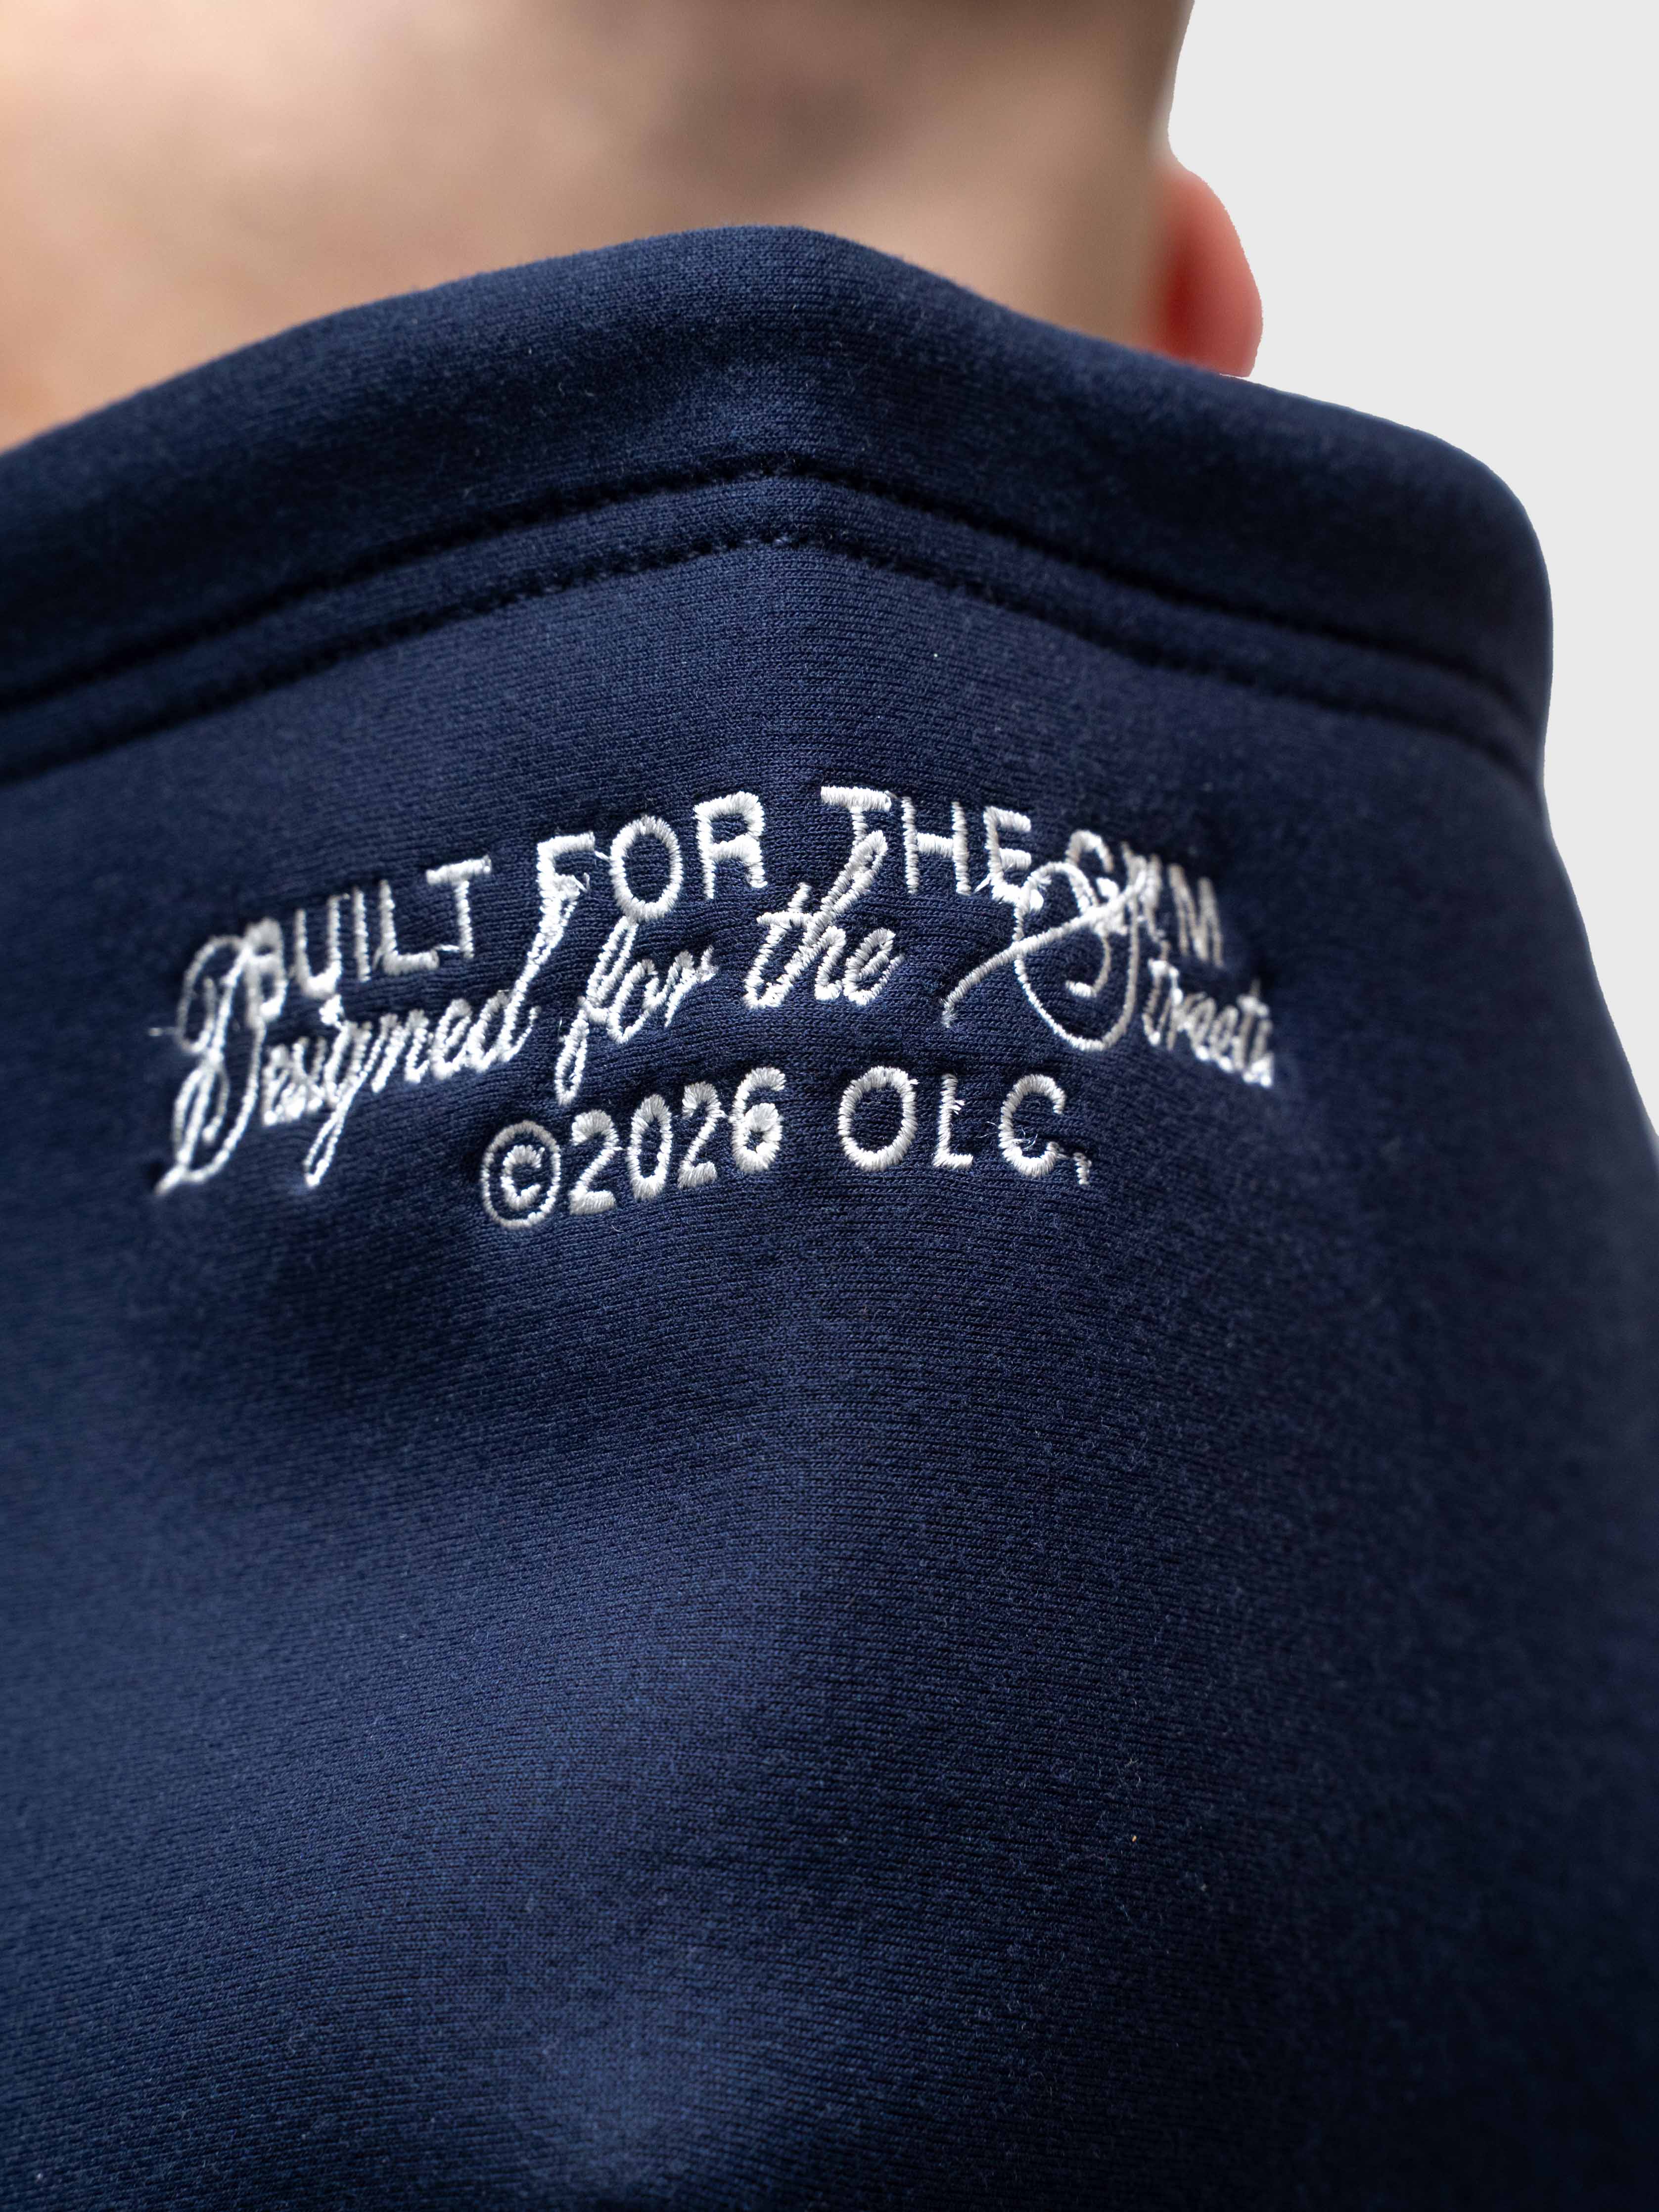 BUILT FOR THE GYM
Designed for the Streets
©2026 OLC,